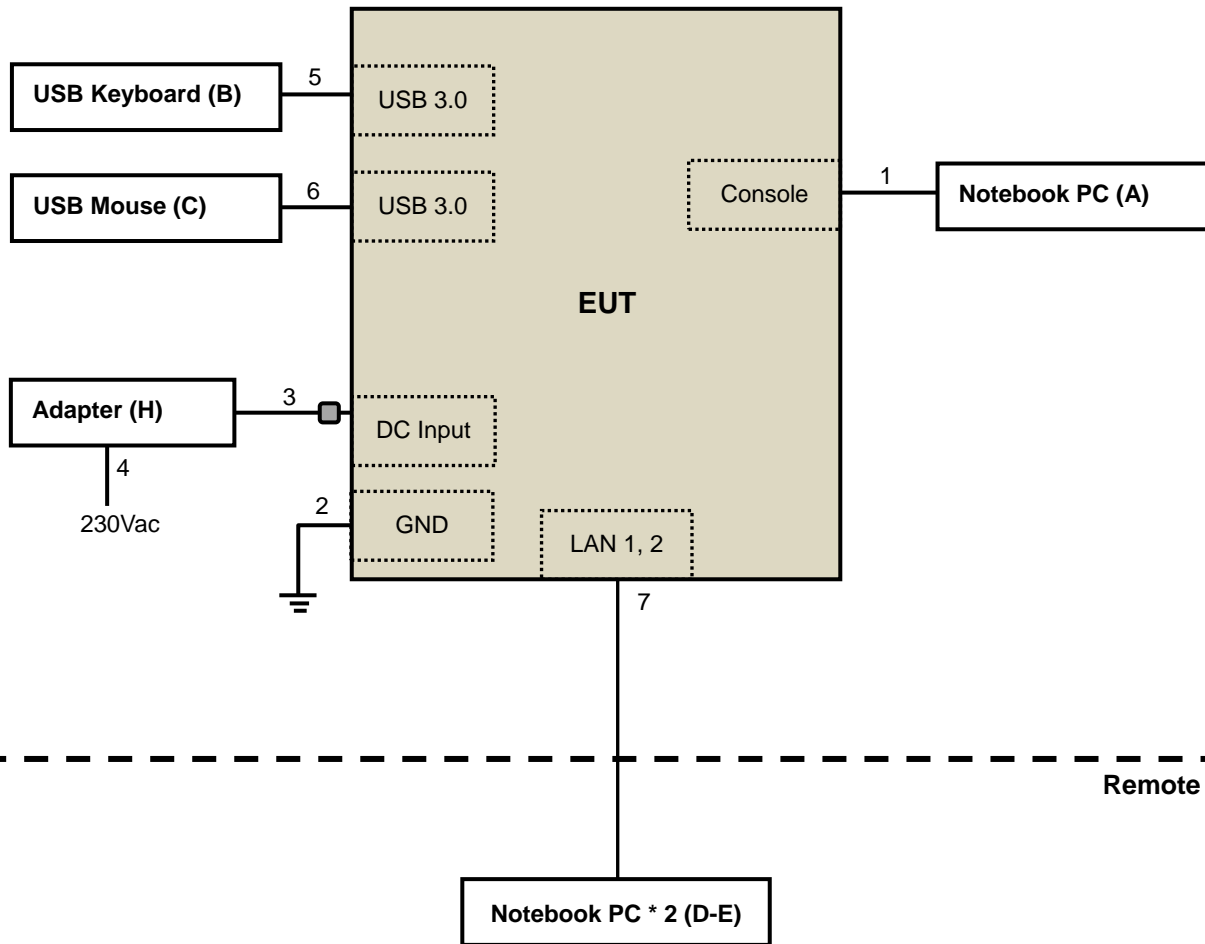 5
USB Keyboard (B)
USB 3.0
1
Console
Notebook PC (A)
6
USB Mouse (C)
USB 3.0
EUT
3
Adapter (H)
DC Input
4
2
230Vac
GND
LAN 1, 2
7
Remote
Notebook PC * 2 (D-E)